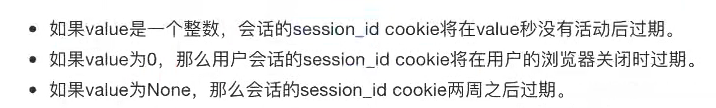 • 如果value是一个整数，会话的session_id cookie将在value秒没有活动后过期。
• 如果value为0，那么用户会话的session_id cookie将在用户的浏览器关闭时过期。
• 如果value为None，那么会话的session_id cookie两周之后过期。